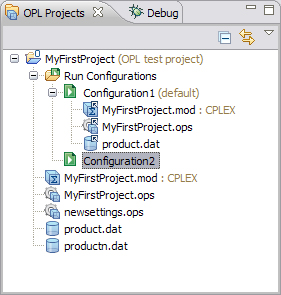 OPL Projects Debug
MyFirstProject (OPL test project)
Run Configurations
Configuration1 (default)
MyFirstProject.mod : CPLEX
MyFirstProject.ops
product.dat
Configuration2
MyFirstProject.mod : CPLEX
MyFirstProject.ops
newsettings.ops
product.dat
productn.dat